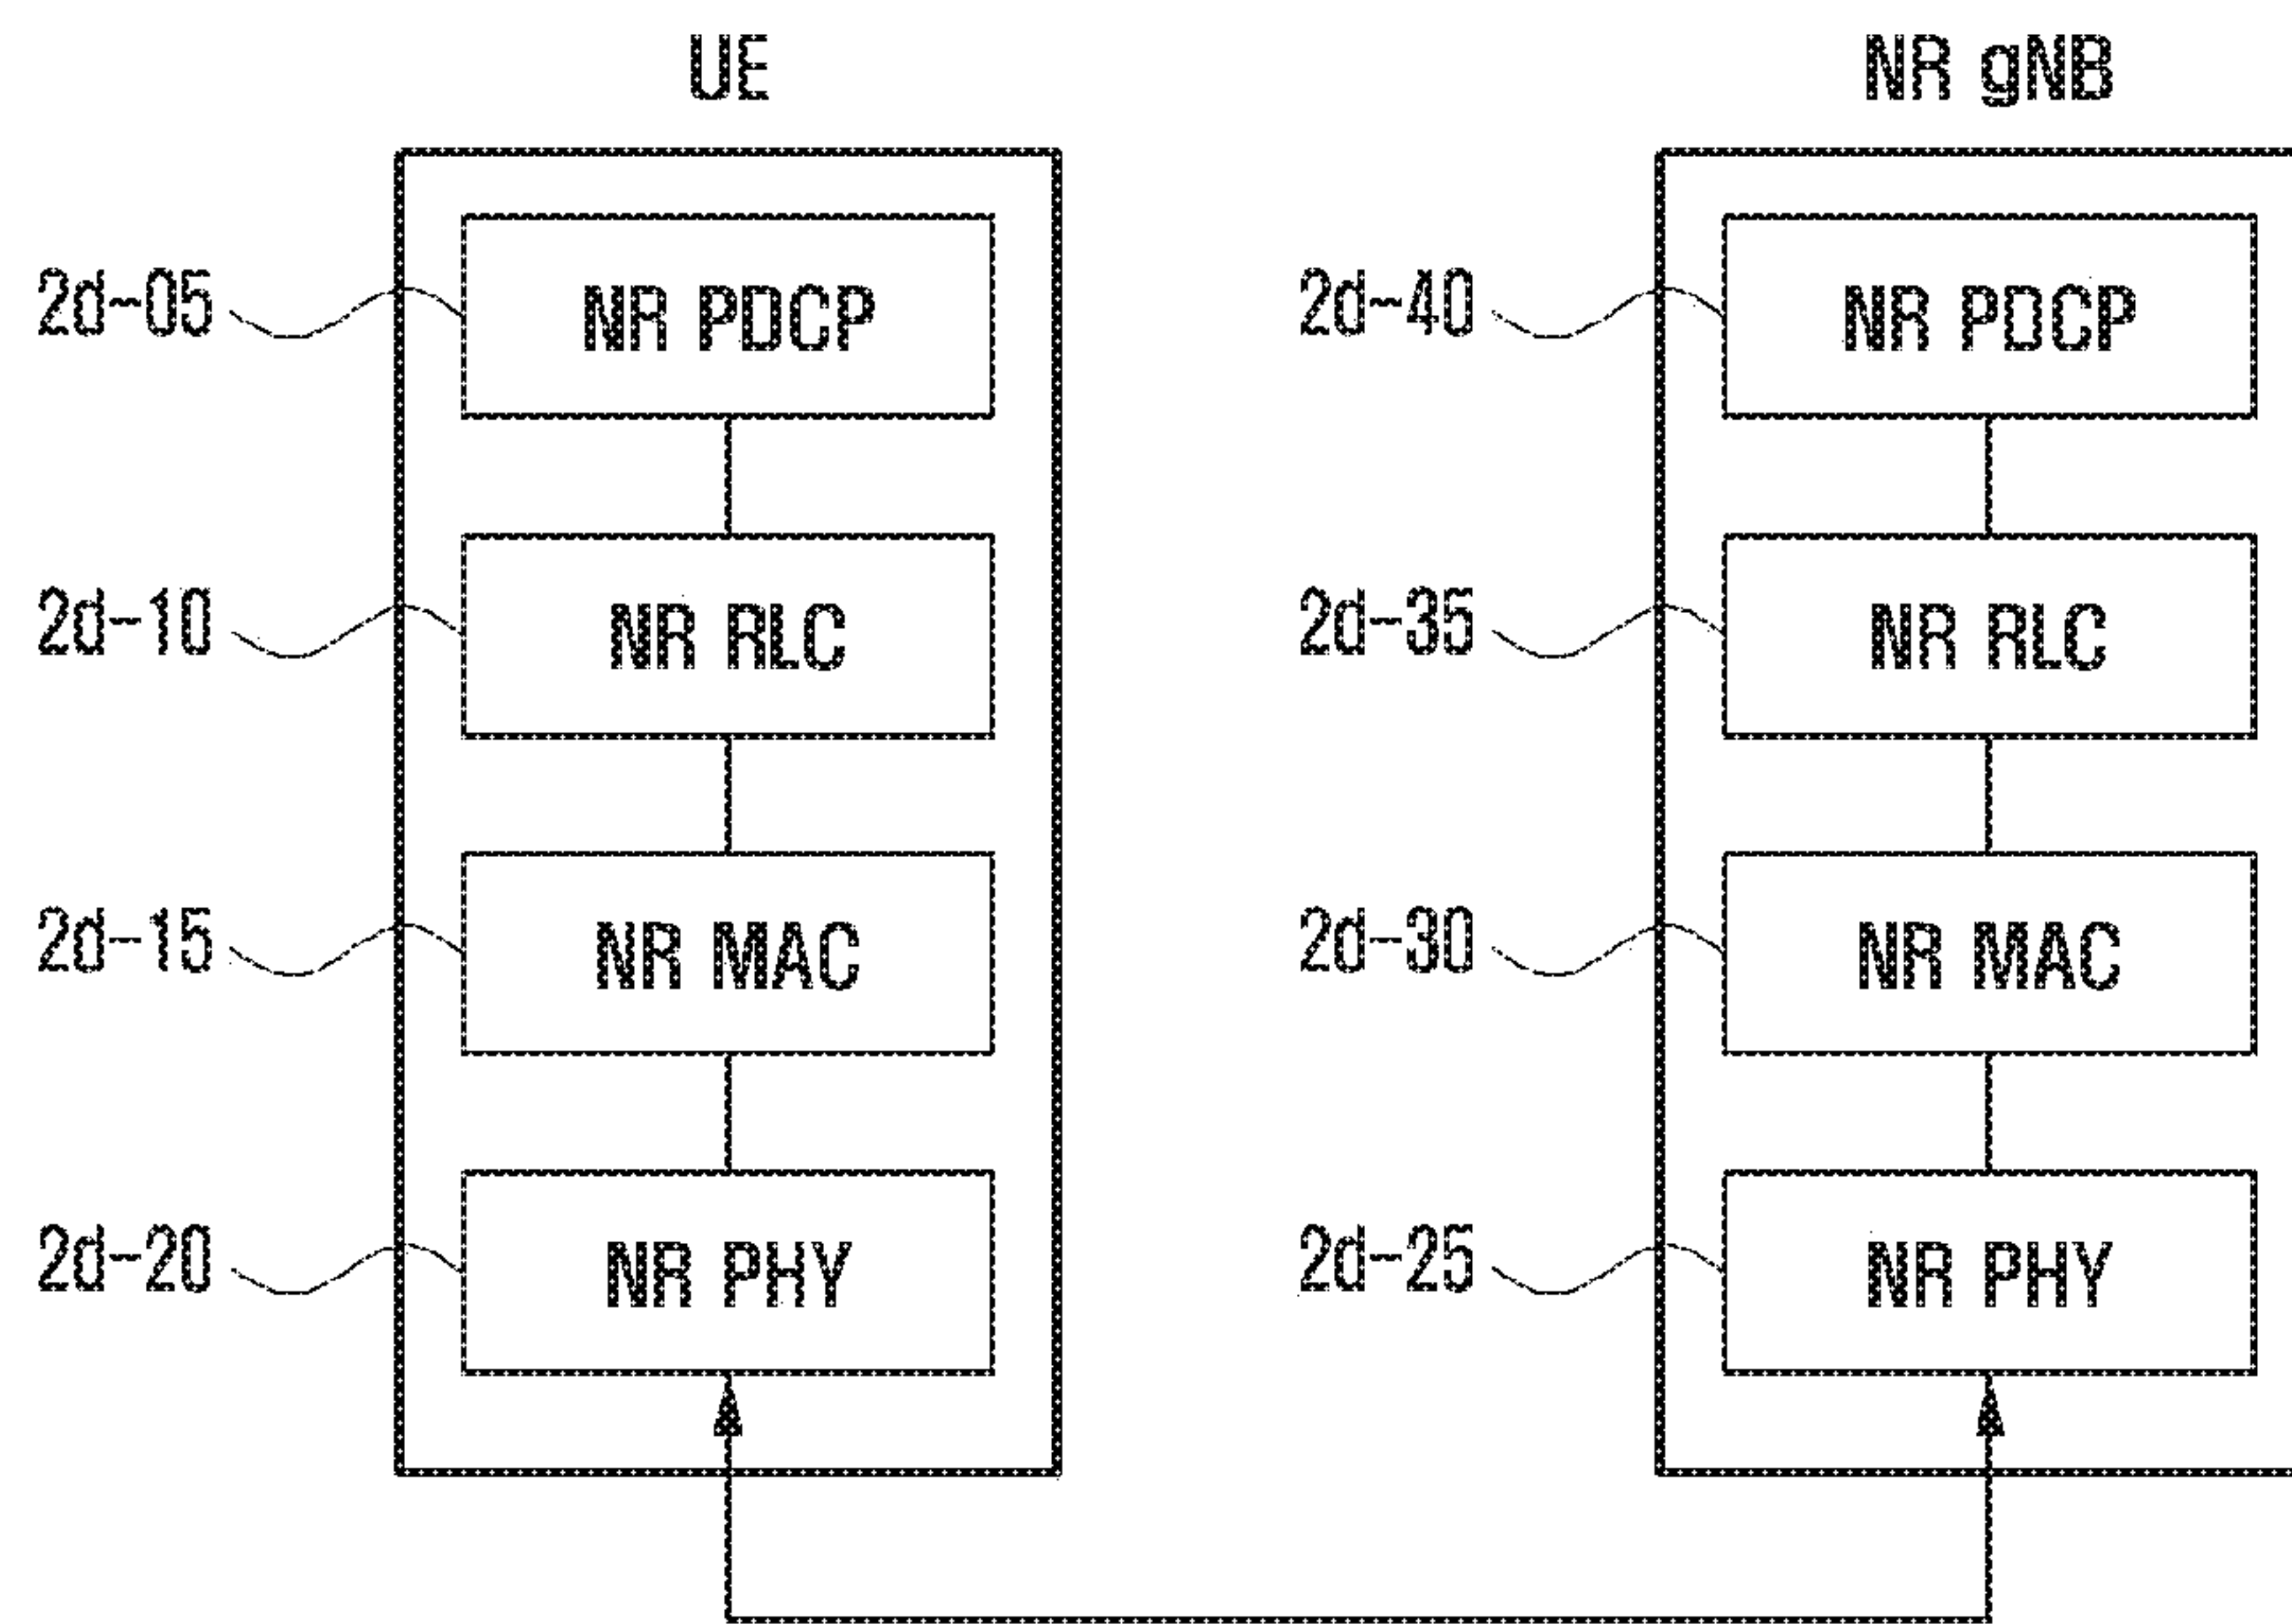 UE
NR gNB
2d-05
NR PDCP
2d-40
NR PDCP
2d-10
NR RLC
2d-35
NR RLC
2d-15
NR MAC
2d-30
NR MAC
2d-20
NR PHY
2d-25
NR PHY